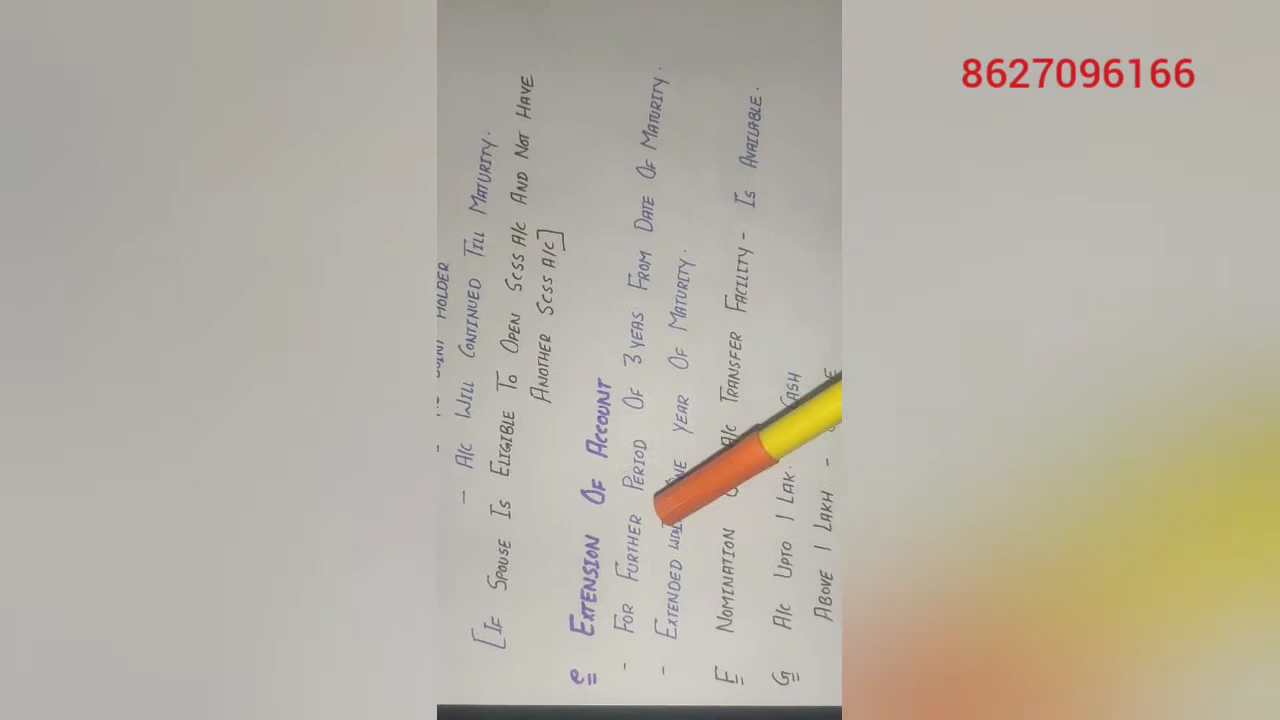 8627096166
HOLDER
- A/c WILL CONTINUED TILL MATURITY.
[IF SPOUSE IS ELIGIBLE TO OPEN SCSS A/c AND NOT HAVE
ANOTHER SCSS A/c]
e EXTENSION OF ACCOUNT
- FOR FURTHER PERIOD OF 3 YEAS FROM DATE OF MATURITY.
- EXTENDED YEAR OF MATURITY.
F NOMINATION A/c TRANSFER FACILITY - IS AVAILABLE.
G A/c UPTO 1 LAK. CASH
ABOVE 1 LAKH -